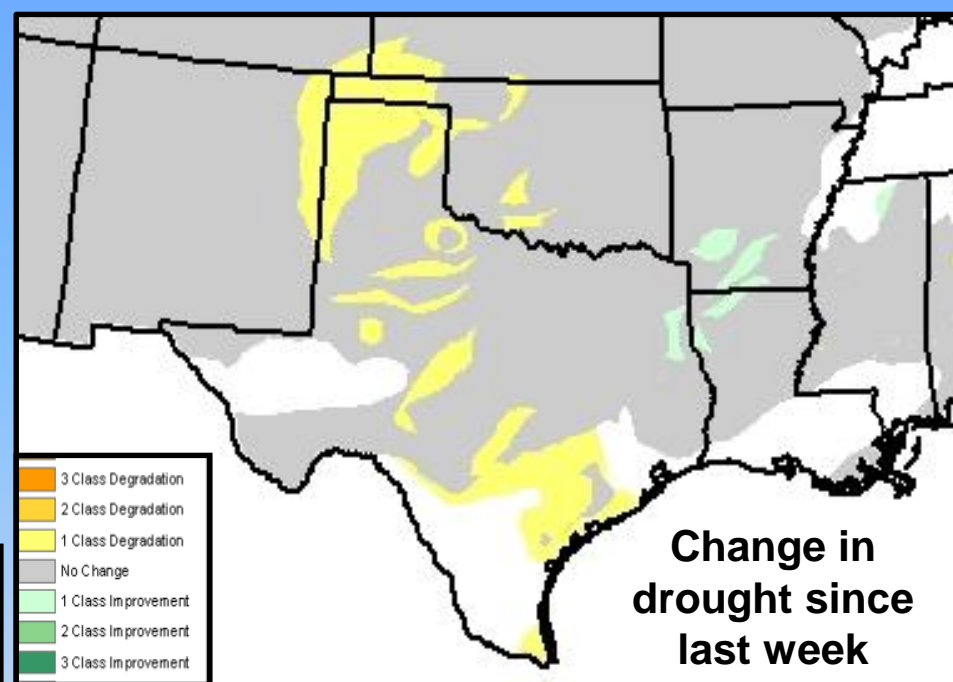 3 Class Degradation
2 Class Degradation
1 Class Degradation
No Change
1 Class Improvement
2 Class Improvement
3 Class Improvement
Change in
drought since
last week